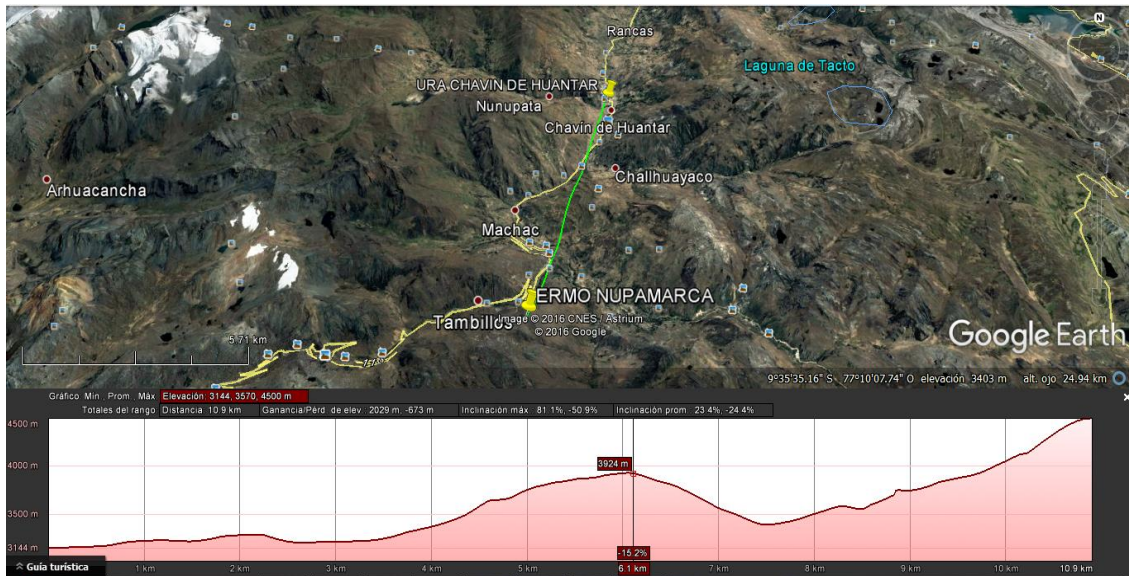 N
Rancas
Laguna de Tacto
URA CHAVIN DE HUANTAR
Nunupata
Chavin de Huantar
Challhuayaco
Arhuacancha
Machac
ERMO NUPAMARCA
Tambillos
Image © 2016 CNES / Astrium
© 2016 Google
Google Earth
5.71 km
9°35'35.16" S 77°10'07.74" O elevación 3403 m alt. ojo 24.94 km
Gráfico Mín., Prom., Máx. Elevación: 3144, 3570, 4500 m
Totales del rango Distancia: 10.9 km Ganancia/Pérd. de elev.: 2029 m, -673 m Inclinación máx.: 81.1%, -50.9% Inclinación prom.: 23.4%, -24.4%
4500 m
4000 m
3924 m
3500 m
3144 m
-15.2%
Guía turística
1 km 2 km 3 km 4 km 5 km 6.1 km 7 km 8 km 9 km 10 km 10.9 km